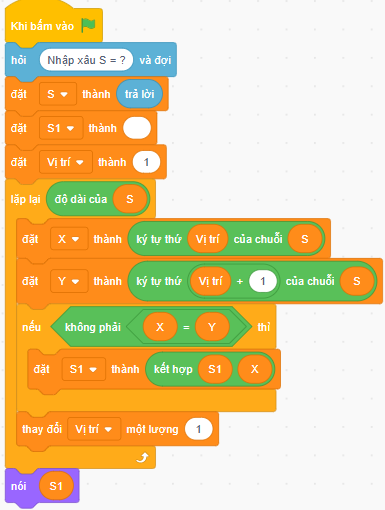 Khi bấm vào
hỏi Nhập xâu S = ? và đợi
đặt S thành trả lời
đặt S1 thành
đặt Vị trí thành 1
lặp lại độ dài của S
đặt X thành ký tự thứ Vị trí của chuỗi S
đặt Y thành ký tự thứ Vị trí + 1 của chuỗi S
nếu không phải X = Y thì
đặt S1 thành kết hợp S1 X
thay đổi Vị trí một lượng 1
nói S1